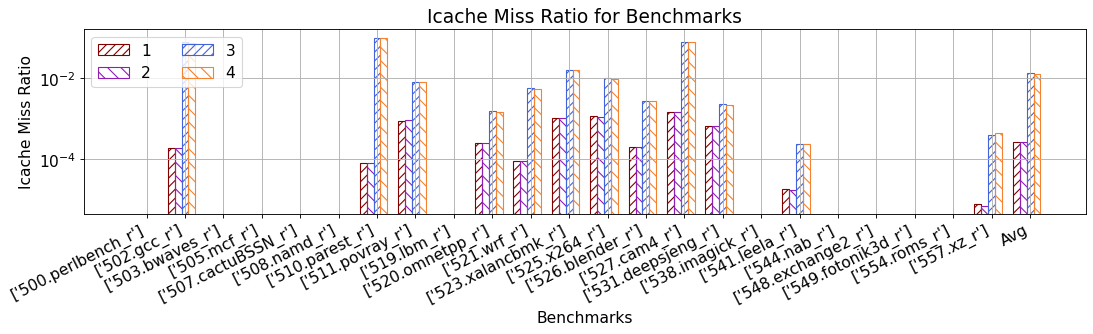 Icache Miss Ratio for Benchmarks
1 3
2 4
Icache Miss Ratio
10⁻²
10⁻⁴
['500.perlbench_r']
['502.gcc_r']
['503.bwaves_r']
['505.mcf_r']
['507.cactuBSSN_r']
['508.namd_r']
['510.parest_r']
['511.povray_r']
['519.lbm_r']
['520.omnetpp_r']
['521.wrf_r']
['523.xalancbmk_r']
['525.x264_r']
['526.blender_r']
['527.cam4_r']
['531.deepsjeng_r']
['538.imagick_r']
['541.leela_r']
['544.nab_r']
['548.exchange2_r']
['549.fotonik3d_r']
['554.roms_r']
['557.xz_r']
Avg
Benchmarks